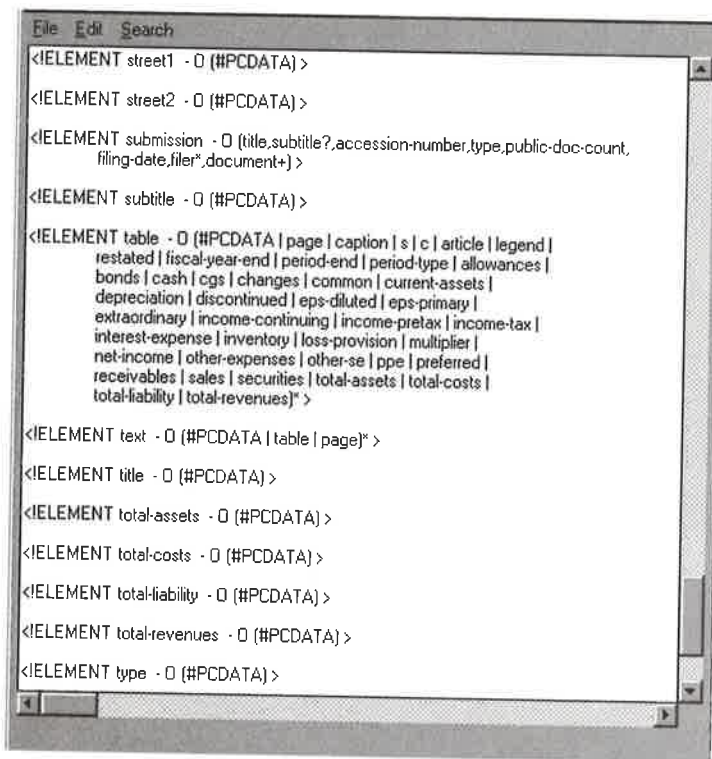 File Edit Search
<!ELEMENT street1 - O (#PCDATA) >
<!ELEMENT street2 - O (#PCDATA) >
<!ELEMENT submission - O (title,subtitle?,accession-number,type,public-doc-count,
filing-date,filer*,document+) >
<!ELEMENT subtitle - O (#PCDATA) >
<!ELEMENT table - O (#PCDATA | page | caption | s | c | article | legend |
restated | fiscal-year-end | period-end | period-type | allowances |
bonds | cash | cgs | changes | common | current-assets |
depreciation | discontinued | eps-diluted | eps-primary |
extraordinary | income-continuing | income-pretax | income-tax |
interest-expense | inventory | loss-provision | multiplier |
net-income | other-expenses | other-se | ppe | preferred |
receivables | sales | securities | total-assets | total-costs |
total-liability | total-revenues)* >
<!ELEMENT text - O (#PCDATA | table | page)* >
<!ELEMENT title - O (#PCDATA) >
<!ELEMENT total-assets - O (#PCDATA) >
<!ELEMENT total-costs - O (#PCDATA) >
<!ELEMENT total-liability - O (#PCDATA) >
<!ELEMENT total-revenues - O (#PCDATA) >
<!ELEMENT type - O (#PCDATA) >